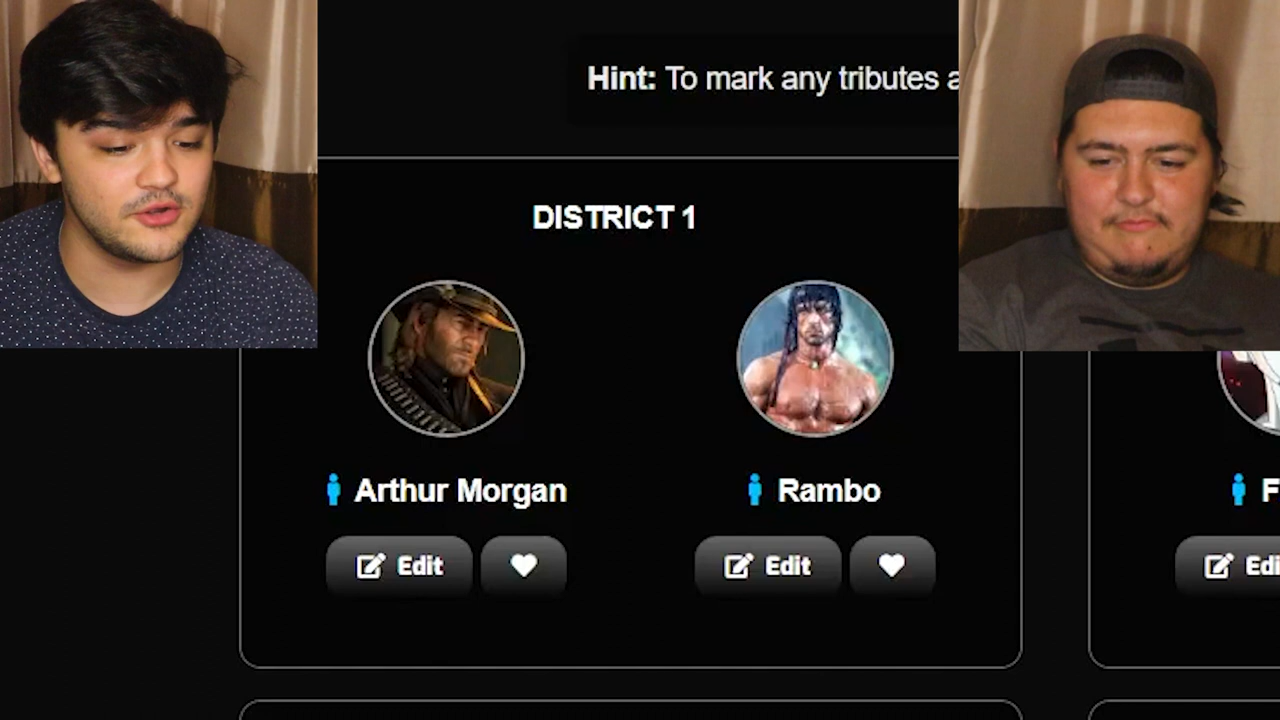 Hint: To mark any tributes
DISTRICT 1
Arthur Morgan
Rambo
Edit
Edit